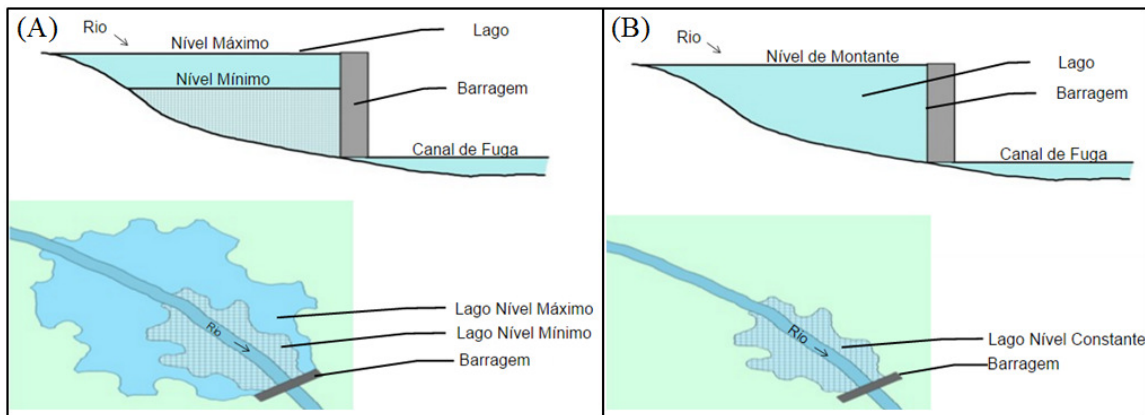 (A)
Rio
Lago
Nível Máximo
Nível Mínimo
Barragem
Canal de Fuga
Lago Nível Máximo
Lago Nível Mínimo
Rio
Barragem
(B)
Rio
Nível de Montante
Lago
Barragem
Canal de Fuga
Rio
Lago Nível Constante
Barragem